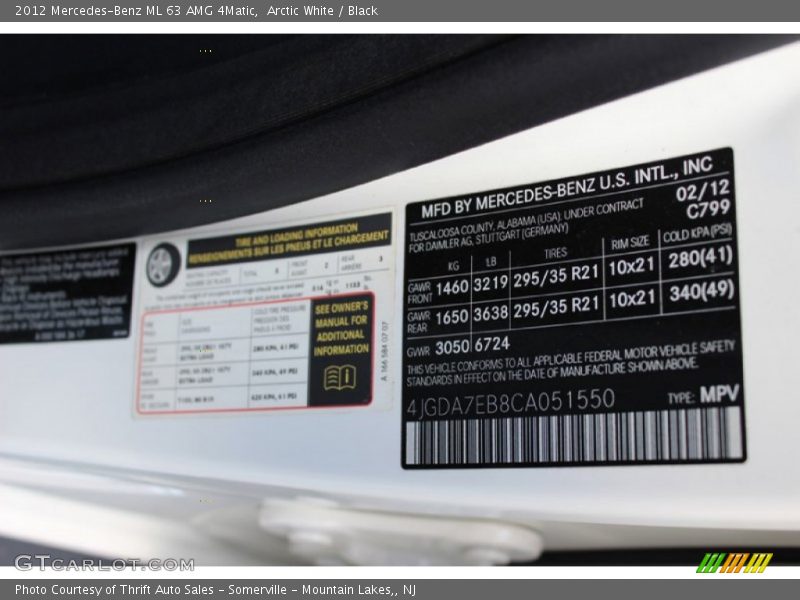 2012 Mercedes-Benz ML 63 AMG 4Matic,  Arctic White / Black
MFD BY MERCEDES-BENZ U.S. INTL., INC
TUSCALOOSA COUNTY, ALABAMA (USA); UNDER CONTRACT 02/12
FOR DAIMLER AG, STUTTGART (GERMANY) C799
KG LB TIRES RIM SIZE COLD KPA(PSI)
GAWR FRONT 1460 3219 295/35 R21 10x21 280(41)
GAWR REAR 1650 3638 295/35 R21 10x21 340(49)
GVWR 3050 6724
THIS VEHICLE CONFORMS TO ALL APPLICABLE FEDERAL MOTOR VEHICLE SAFETY
STANDARDS IN EFFECT ON THE DATE OF MANUFACTURE SHOWN ABOVE.
4JGDA7EB8CA051550 TYPE: MPV
TIRE AND LOADING INFORMATION
RENSEIGNEMENTS SUR LES PNEUS ET LE CHARGEMENT
SEE OWNER'S
MANUAL FOR
ADDITIONAL
INFORMATION
A 166 584 07 07
GTCARLOT.COM
Photo Courtesy of Thrift Auto Sales - Somerville - Mountain Lakes,, NJ